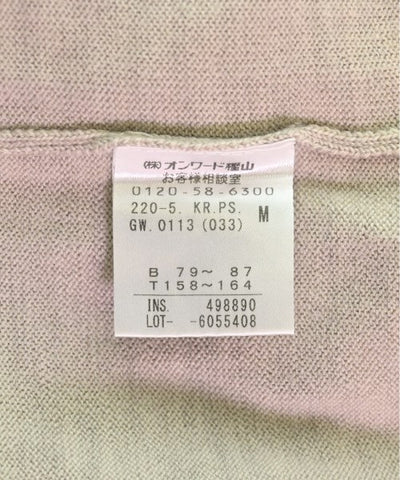 (株)オンワード樫山
お客様相談室
0120-58-6300
220-5. KR.PS. M
GW.0113 (033)
B 79～ 87
T 158～164
INS. 498890
LOT- -6055408